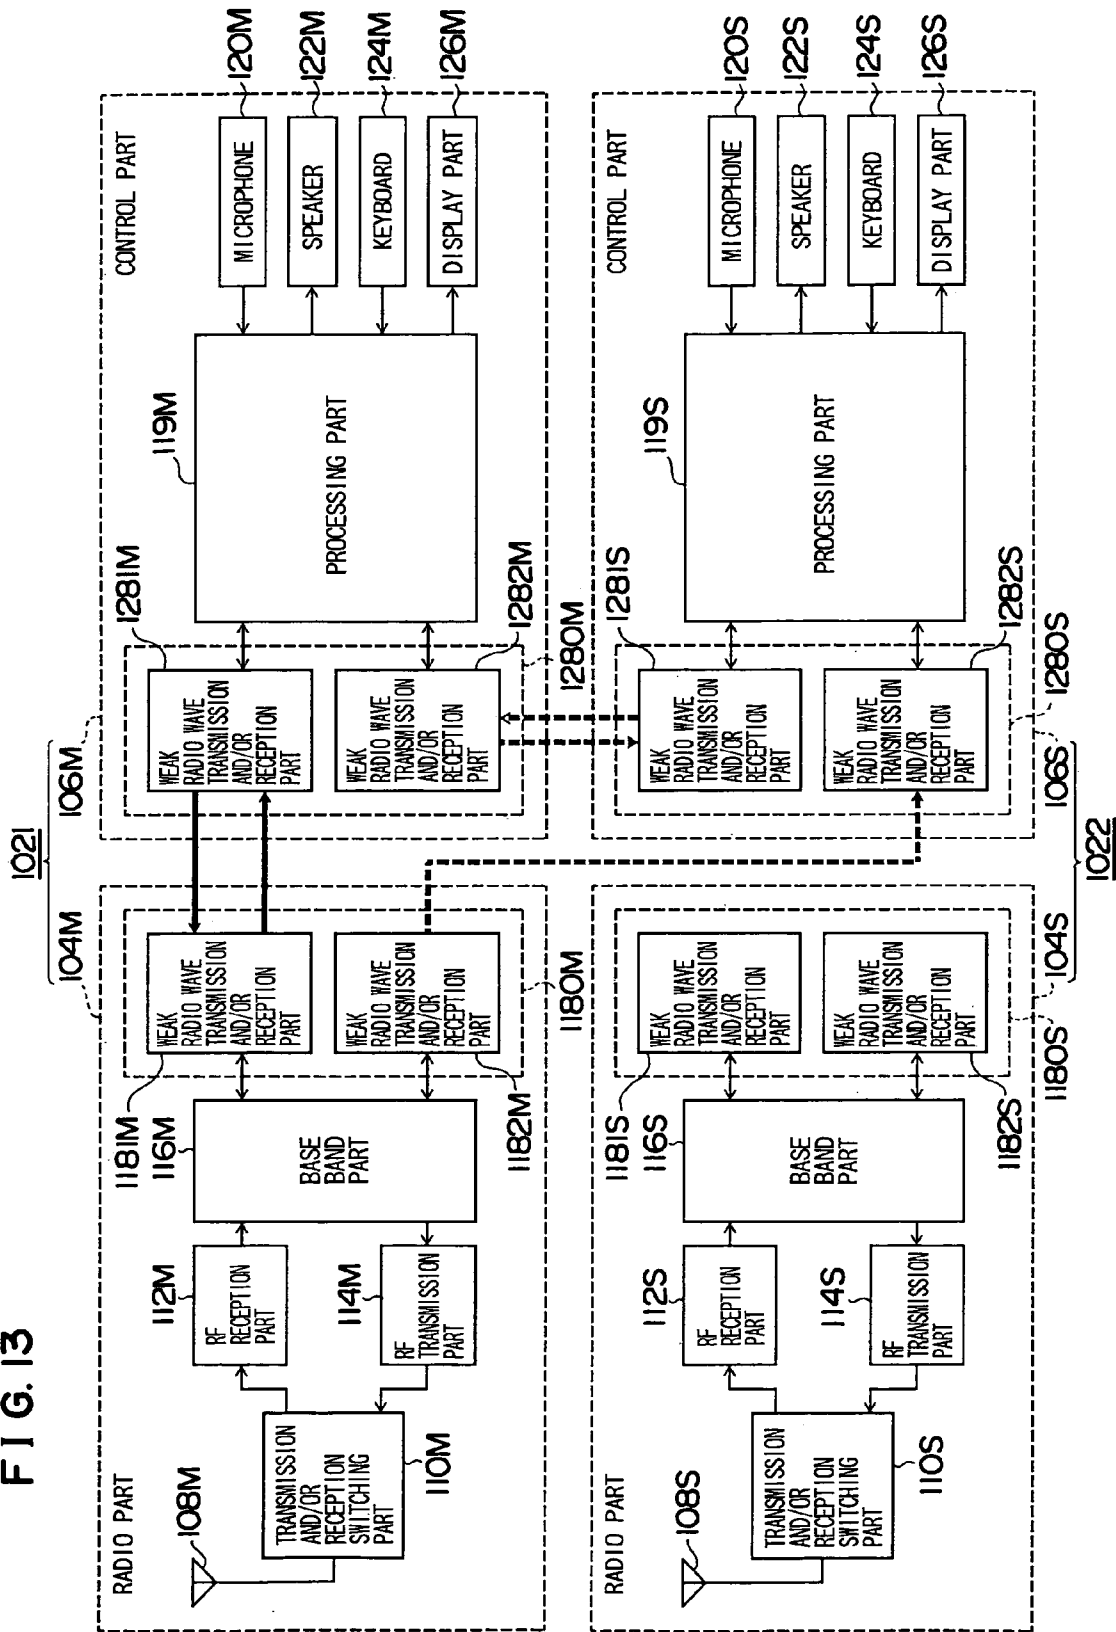 FIG. 13
1021
104M
106M
RADIO PART
108M
TRANSMISSION
AND/OR
RECEPTION
SWITCHING
PART
110M
112M
RF
RECEPTION
PART
114M
RF
TRANSMISSION
PART
116M
BASE
BAND
PART
1181M
WEAK
RADIO WAVE
TRANSMISSION
AND/OR
RECEPTION
PART
1182M
WEAK
RADIO WAVE
TRANSMISSION
AND/OR
RECEPTION
PART
1180M
CONTROL PART
1281M
WEAK
RADIO WAVE
TRANSMISSION
AND/OR
RECEPTION
PART
1282M
WEAK
RADIO WAVE
TRANSMISSION
AND/OR
RECEPTION
PART
1280M
119M
PROCESSING PART
MICROPHONE
120M
SPEAKER
122M
KEYBOARD
124M
DISPLAY PART
126M
RADIO PART
108S
TRANSMISSION
AND/OR
RECEPTION
SWITCHING
PART
110S
112S
RF
RECEPTION
PART
114S
RF
TRANSMISSION
PART
116S
BASE
BAND
PART
1181S
WEAK
RADIO WAVE
TRANSMISSION
AND/OR
RECEPTION
PART
1182S
WEAK
RADIO WAVE
TRANSMISSION
AND/OR
RECEPTION
PART
1180S
104S
CONTROL PART
1281S
WEAK
RADIO WAVE
TRANSMISSION
AND/OR
RECEPTION
PART
1282S
WEAK
RADIO WAVE
TRANSMISSION
AND/OR
RECEPTION
PART
1280S
106S
119S
PROCESSING PART
MICROPHONE
120S
SPEAKER
122S
KEYBOARD
124S
DISPLAY PART
126S
1022